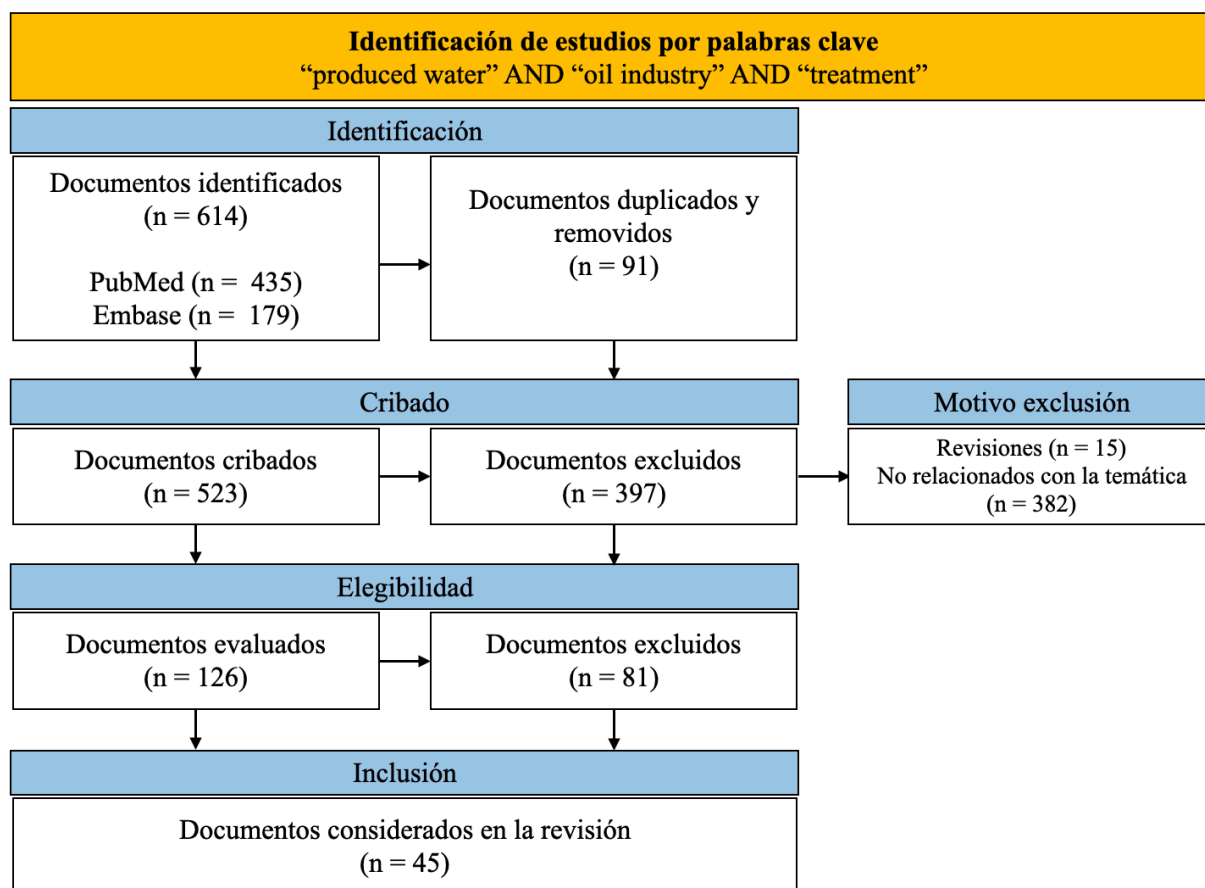 Identificación de estudios por palabras clave
“produced water” AND “oil industry” AND “treatment”
Identificación
Documentos identificados
(n = 614)
PubMed (n = 435)
Embase (n = 179)
Documentos duplicados y
removidos
(n = 91)
Cribado
Documentos cribados
(n = 523)
Documentos excluidos
(n = 397)
Motivo exclusión
Revisiones (n = 15)
No relacionados con la temática
(n = 382)
Elegibilidad
Documentos evaluados
(n = 126)
Documentos excluidos
(n = 81)
Inclusión
Documentos considerados en la revisión
(n = 45)